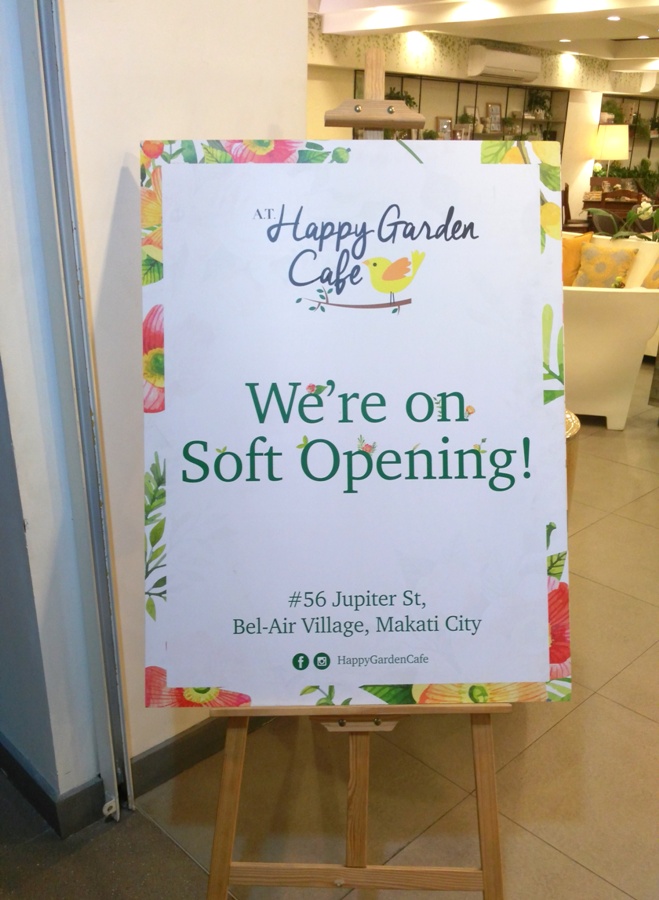 A.T. Happy Garden
Cafe
We're on
Soft Opening!
#56 Jupiter St,
Bel-Air Village, Makati City
HappyGardenCafe